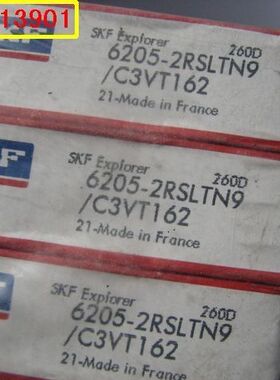 13901
SKF Explorer 260D
6205-2RSLTN9
/C3VT162
21-Made in France
F
SKF Explorer 260D
6205-2RSLTN9
/C3VT162
21-Made in France
SKF Explorer 260D
6205-2RSLTN9
/C3VT162
21-Made in France